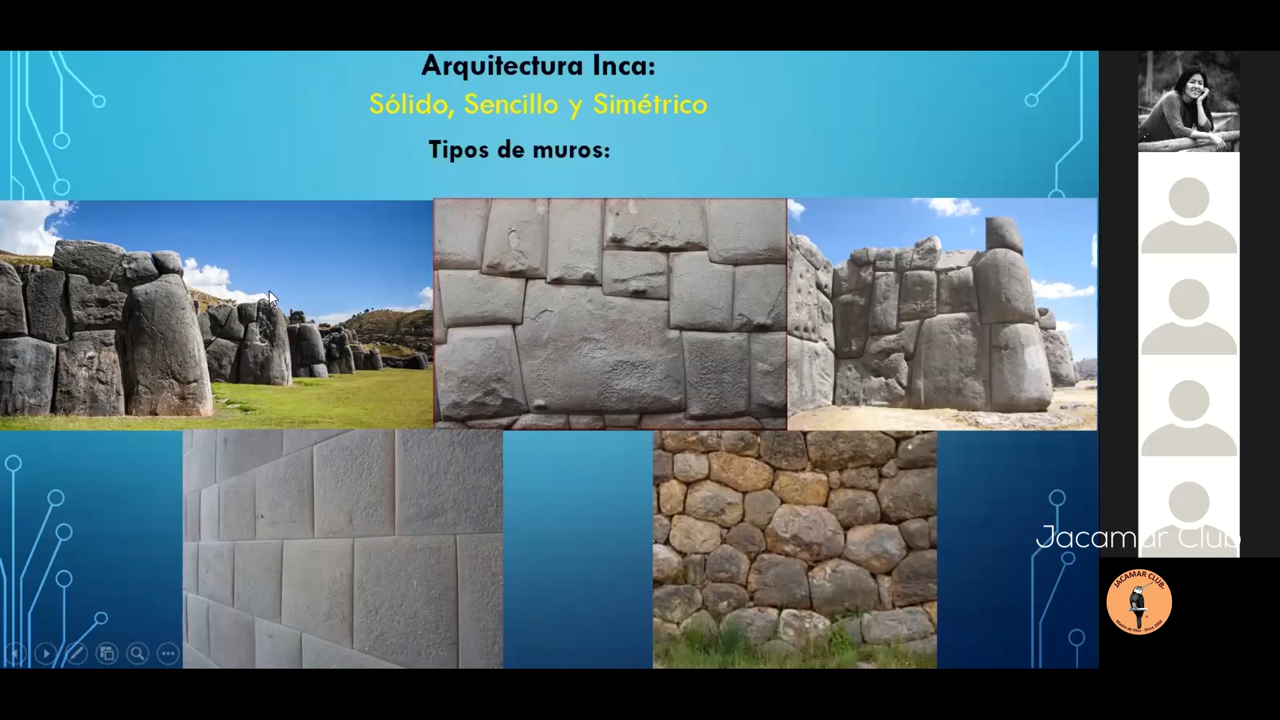 Arquitectura Inca:
Sólido, Sencillo y Simétrico
Tipos de muros:
Jacamar Club
JACAMAR CLUB